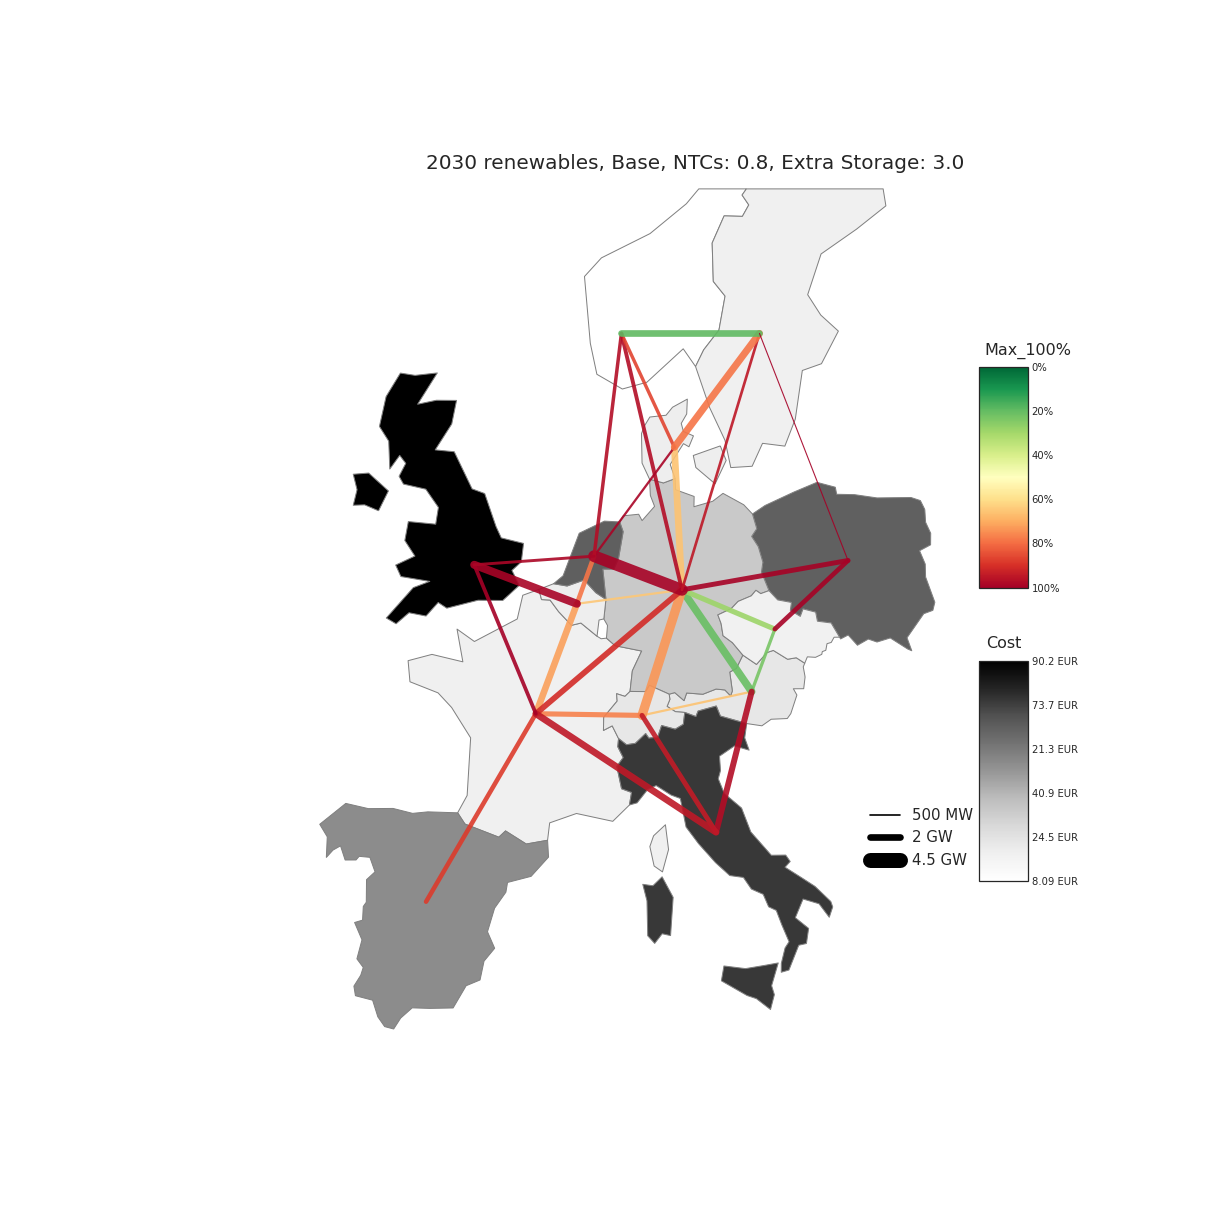 2030 renewables, Base, NTCs: 0.8, Extra Storage: 3.0
Max_100%
0%
20%
40%
60%
80%
100%
Cost
90.2 EUR
73.7 EUR
21.3 EUR
40.9 EUR
24.5 EUR
8.09 EUR
500 MW
2 GW
4.5 GW